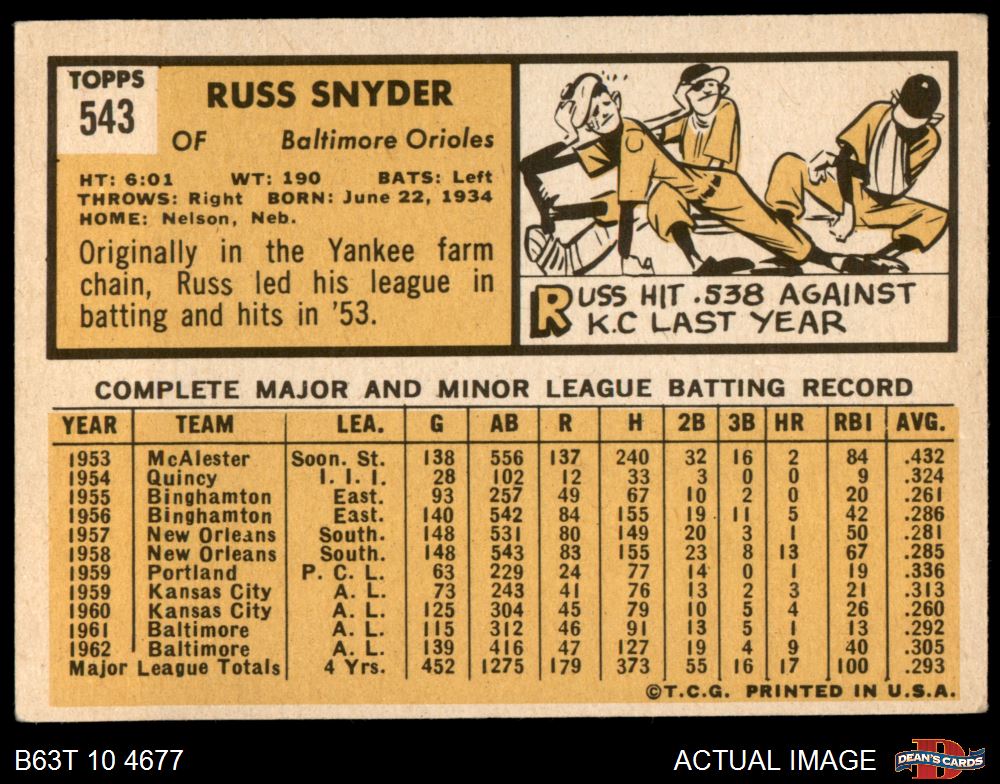 TOPPS
543
RUSS SNYDER
OF Baltimore Orioles
HT: 6:01 WT: 190 BATS: Left
THROWS: Right BORN: June 22, 1934
HOME: Nelson, Neb.
Originally in the Yankee farm
chain, Russ led his league in
batting and hits in '53.
RUSS HIT .538 AGAINST
K.C LAST YEAR
COMPLETE MAJOR AND MINOR LEAGUE BATTING RECORD
YEAR TEAM LEA. G AB R H 2B 3B HR RBI AVG.
1953 McAlester Soon. St. 138 556 137 240 32 16 2 84 .432
1954 Quincy I. I. I. 28 102 12 33 3 0 0 9 .324
1955 Binghamton East. 93 257 49 67 10 2 0 20 .261
1956 Binghamton East. 140 542 84 155 19 11 5 42 .286
1957 New Orleans South. 148 531 80 149 20 3 1 50 .281
1958 New Orleans South. 148 543 83 155 23 8 13 67 .285
1959 Portland P. C. L. 63 229 24 77 14 0 1 19 .336
1959 Kansas City A. L. 73 243 41 76 13 2 3 21 .313
1960 Kansas City A. L. 125 304 45 79 10 5 4 26 .260
1961 Baltimore A. L. 115 312 46 91 13 5 1 13 .292
1962 Baltimore A. L. 139 416 47 127 19 4 9 40 .305
Major League Totals 4 Yrs. 452 1275 179 373 55 16 17 100 .293
©T.C.G. PRINTED IN U.S.A.
B63T 10 4677 ACTUAL IMAGE DEAN'S CARDS